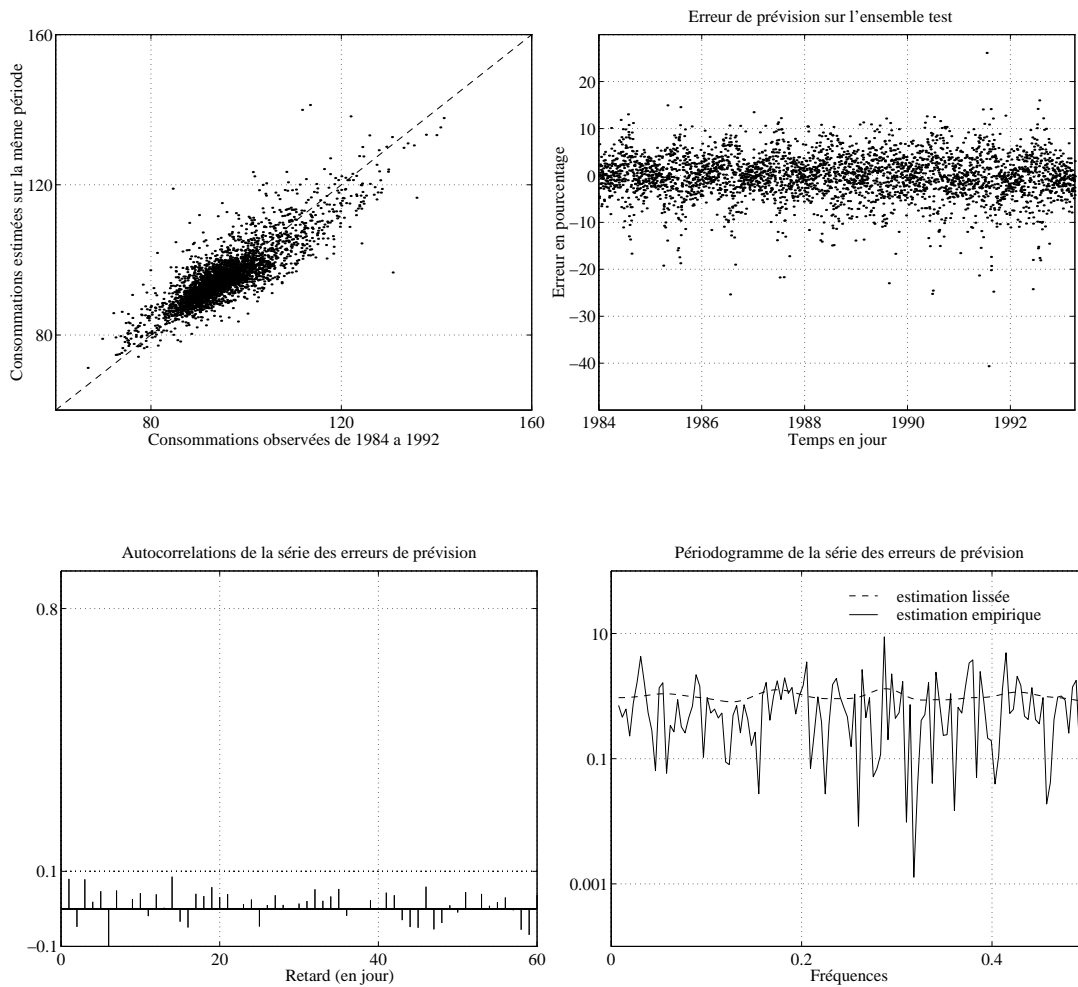 160
120
80
80
120
160
Consommations estimées sur la même période
Consommations observées de 1984 a 1992
Erreur de prévision sur l'ensemble test
20
10
0
−10
−20
−30
−40
1984
1986
1988
1990
1992
Erreur en pourcentage
Temps en jour
Autocorrelations de la série des erreurs de prévision
0.8
0.1
−0.1
0
20
40
60
Retard (en jour)
Périodogramme de la série des erreurs de prévision
estimation lissée
estimation empirique
10
0.1
0.001
0
0.2
0.4
Fréquences